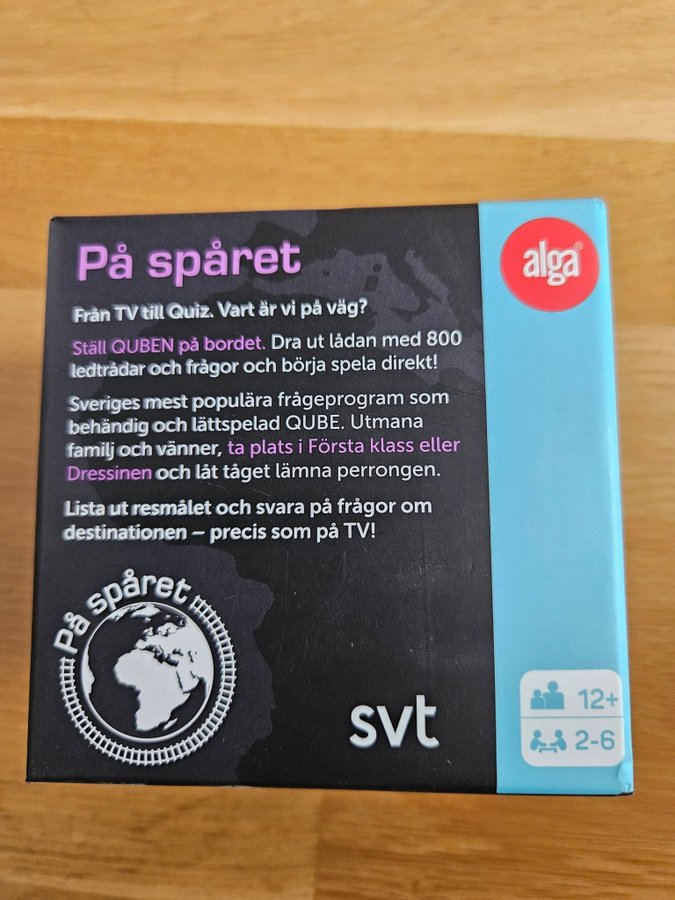 På spåret
alga®
Från TV till Quiz. Vart är vi på väg?
Ställ QUBEN på bordet. Dra ut lådan med 800
ledtrådar och frågor och börja spela direkt!
Sveriges mest populära frågeprogram som
behändig och lättspelad QUBE. Utmana
familj och vänner, ta plats i Första klass eller
Dressinen och låt tåget lämna perrongen.
Lista ut resmålet och svara på frågor om
destinationen – precis som på TV!
På spåret
svt
12+
2-6